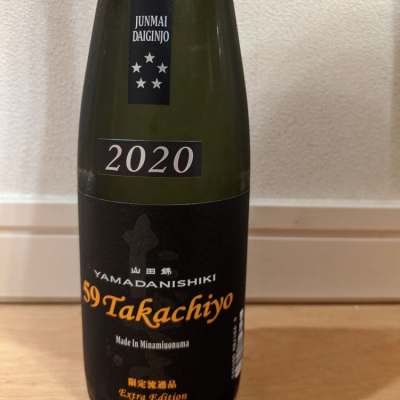 JUNMAI
DAIGINJO
2020
山田錦
YAMADANISHIKI
59 Takachiyo
Made in Minamiuonuma
限定流通品
Extra Edition